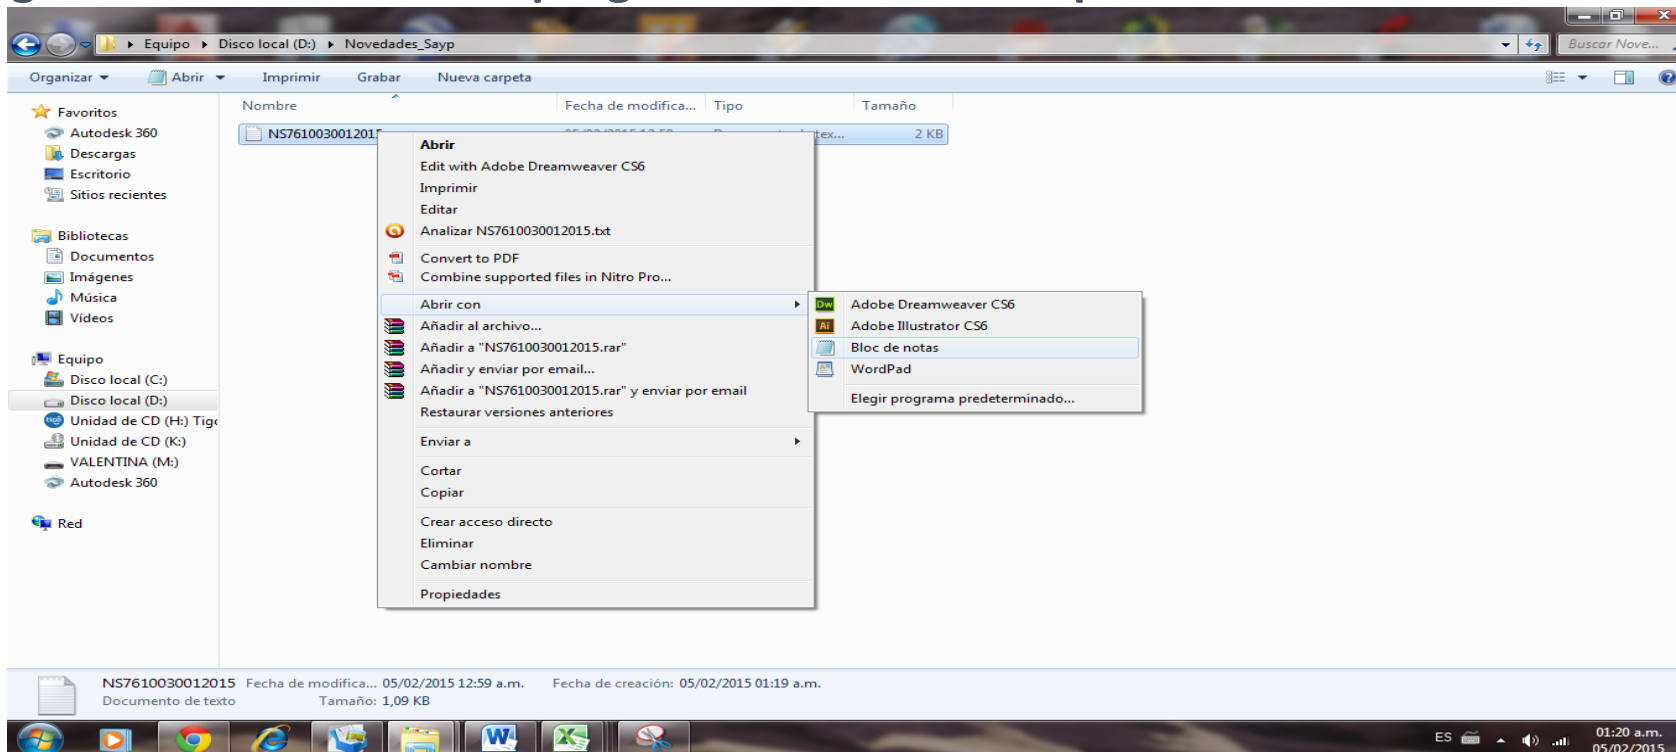 Equipo ▸ Disco local (D:) ▸ Novedades_Sayp
Buscar Nove...
Organizar Abrir Imprimir Grabar Nueva carpeta
Nombre Fecha de modifica... Tipo Tamaño
Favoritos
Autodesk 360
Descargas
Escritorio
Sitios recientes
Bibliotecas
Documentos
Imágenes
Música
Vídeos
Equipo
Disco local (C:)
Disco local (D:)
Unidad de CD (H:) Tigo
Unidad de CD (K:)
VALENTINA (M:)
Autodesk 360
Red
NS7610030012015 2 KB
Abrir
Edit with Adobe Dreamweaver CS6
Imprimir
Editar
Analizar NS7610030012015.txt
Convert to PDF
Combine supported files in Nitro Pro...
Abrir con
Añadir al archivo...
Añadir a "NS7610030012015.rar"
Añadir y enviar por email...
Añadir a "NS7610030012015.rar" y enviar por email
Restaurar versiones anteriores
Enviar a
Cortar
Copiar
Crear acceso directo
Eliminar
Cambiar nombre
Propiedades
Adobe Dreamweaver CS6
Adobe Illustrator CS6
Bloc de notas
WordPad
Elegir programa predeterminado...
NS7610030012015 Fecha de modifica... 05/02/2015 12:59 a.m. Fecha de creación: 05/02/2015 01:19 a.m.
Documento de texto Tamaño: 1,09 KB
ES 01:20 a.m.
05/02/2015